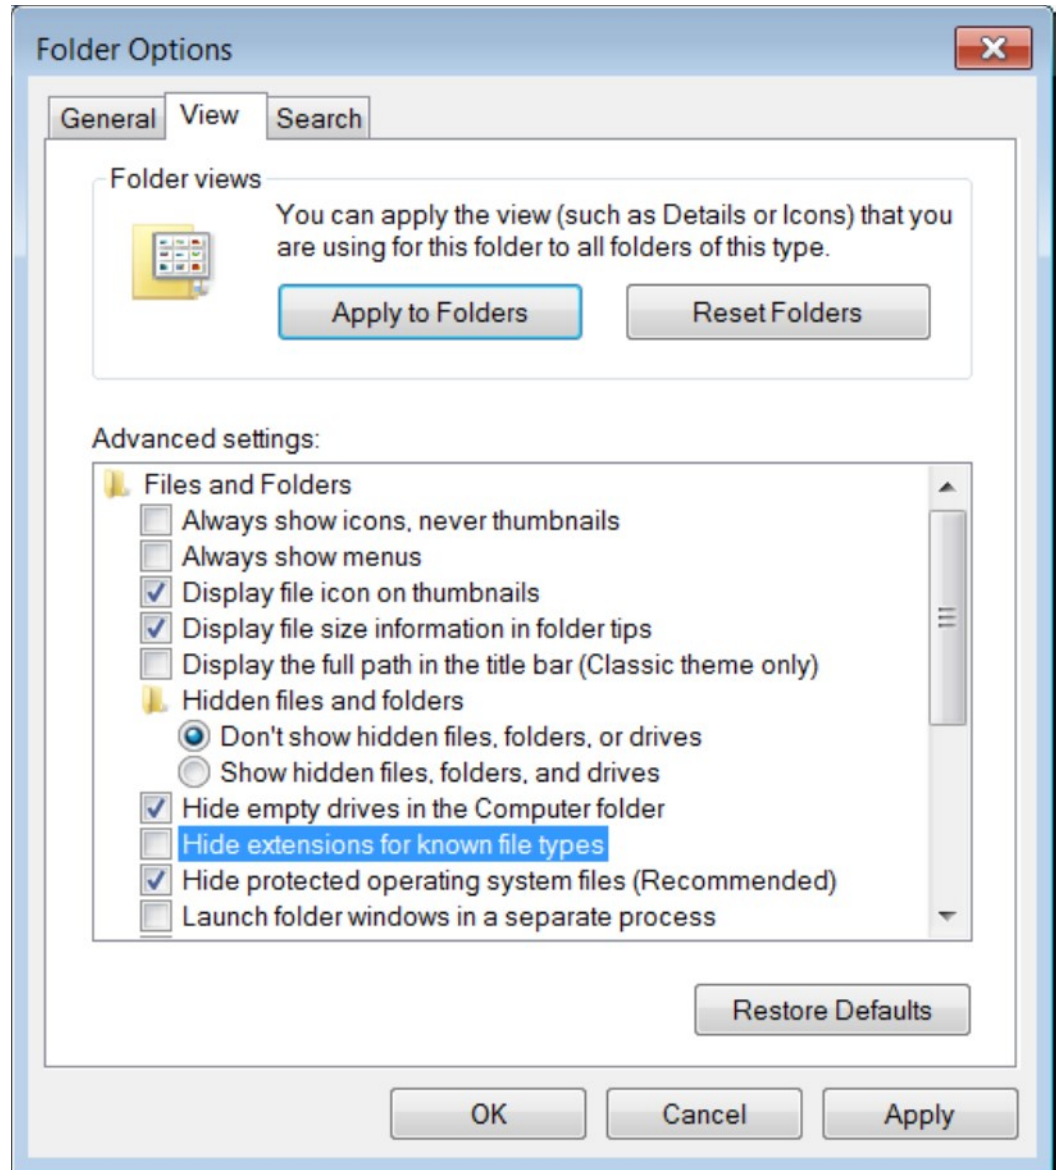 Folder Options
General
View
Search
Folder views
You can apply the view (such as Details or Icons) that you
are using for this folder to all folders of this type.
Apply to Folders
Reset Folders
Advanced settings:
Files and Folders
Always show icons, never thumbnails
Always show menus
Display file icon on thumbnails
Display file size information in folder tips
Display the full path in the title bar (Classic theme only)
Hidden files and folders
Don't show hidden files, folders, or drives
Show hidden files, folders, and drives
Hide empty drives in the Computer folder
Hide extensions for known file types
Hide protected operating system files (Recommended)
Launch folder windows in a separate process
Restore Defaults
OK
Cancel
Apply